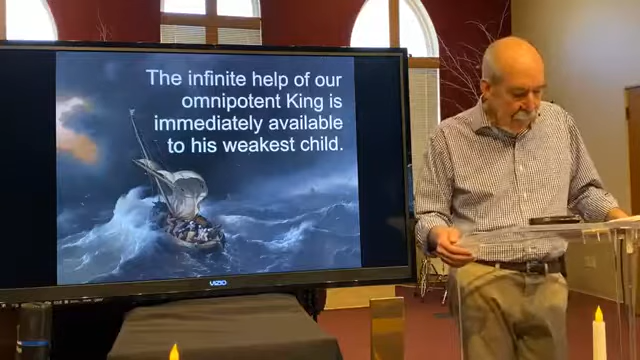 The infinite help of our
omnipotent King is
immediately available
to his weakest child.
VIZIO